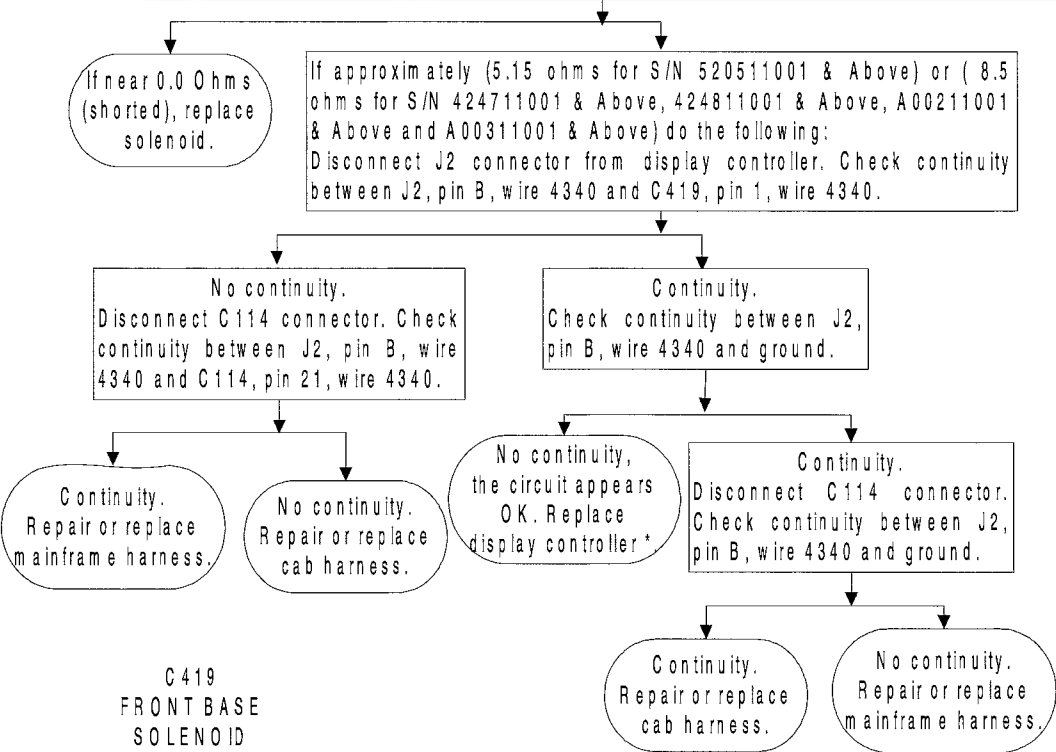 If near 0.0 Ohms
(shorted), replace
solenoid.
If approximately (5.15 ohms for S/N 520511001 & Above) or ( 8.5
ohms for S/N 424711001 & Above, 424811001 & Above, A00211001
& Above and A00311001 & Above) do the following:
Disconnect J2 connector from display controller. Check continuity
between J2, pin B, wire 4340 and C419, pin 1, wire 4340.
No continuity.
Disconnect C114 connector. Check
continuity between J2, pin B, wire
4340 and C114, pin 21, wire 4340.
Continuity.
Check continuity between J2,
pin B, wire 4340 and ground.
Continuity.
Repair or replace
mainframe harness.
No continuity.
Repair or replace
cab harness.
No continuity,
the circuit appears
OK. Replace
display controller *.
Continuity.
Disconnect C114 connector.
Check continuity between J2,
pin B, wire 4340 and ground.
Continuity.
Repair or replace
cab harness.
No continuity.
Repair or replace
mainframe harness.
C419
FRONT BASE
SOLENOID